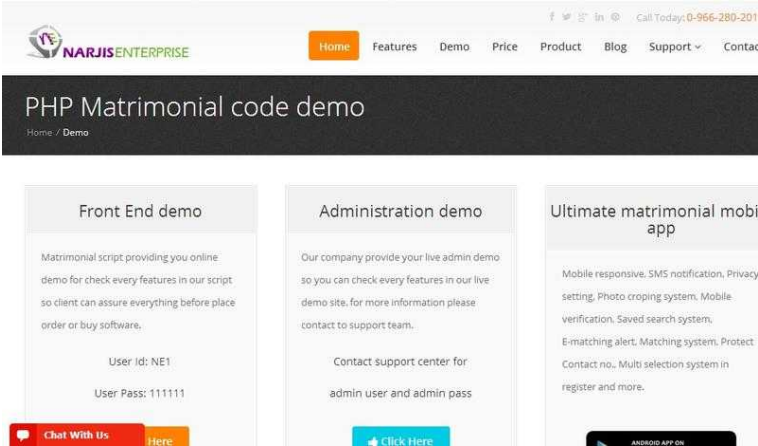 Call Today: 0-966-280-201
NARJISENTERPRISE
Home Features Demo Price Product Blog Support Contac
PHP Matrimonial code demo
Home / Demo
Front End demo
Matrimonial script providing you online
demo for check every features in our script
so client can assure everything before place
order or buy software.
User Id: NE1
User Pass: 111111
Here
Administration demo
Our company provide your live admin demo
so you can check every features in our live
demo site. for more information please
contact to support team.
Contact support center for
admin user and admin pass
Click Here
Ultimate matrimonial mobi
app
Mobile responsive, SMS notification, Privacy
setting, Photo croping system, Mobile
verification, Saved search system,
E-matching alert, Matching system, Protect
Contact no., Multi selection system in
register and more.
ANDROID APP ON
Chat With Us